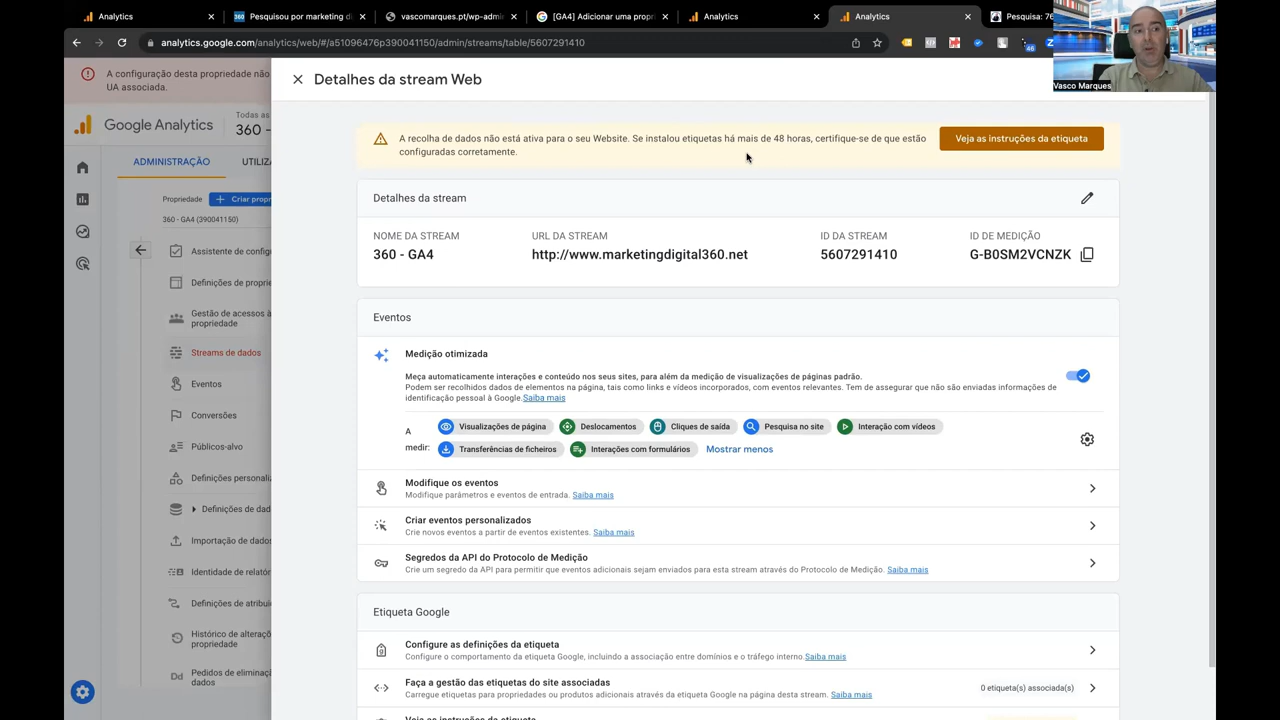 Analytics
Pesquisou por marketing d
vascomarques.pt/wp-admin
[GA4] Adicionar uma propri
Analytics
Analytics
Pesquisa: 76
analytics.google.com/analytics/web/#/a51096476p390041150/admin/streams/table/5607291410
46
Vasco Marques
A configuração desta propriedade não
UA associada.
Google Analytics
Todas as
360 -
ADMINISTRAÇÃO
UTILIZA
Propriedade
Criar propr
360 - GA4 (390041150)
Assistente de config
Definições de proprie
Gestão de acessos à
propriedade
Streams de dados
Eventos
Conversões
Públicos-alvo
Definições personaliz
Definições de dad
Importação de dados
Identidade de relatór
Definições de atribui
Histórico de alteraçõ
propriedade
Dd
Pedidos de eliminaçã
dados
Detalhes da stream Web
A recolha de dados não está ativa para o seu Website. Se instalou etiquetas há mais de 48 horas, certifique-se de que estão
configuradas corretamente.
Veja as instruções da etiqueta
Detalhes da stream
NOME DA STREAM
URL DA STREAM
ID DA STREAM
ID DE MEDIÇÃO
360 - GA4
http://www.marketingdigital360.net
5607291410
G-B0SM2VCNZK
Eventos
Medição otimizada
Meça automaticamente interações e conteúdo nos seus sites, para além da medição de visualizações de páginas padrão.
Podem ser recolhidos dados de elementos na página, tais como links e vídeos incorporados, com eventos relevantes. Tem de assegurar que não são enviadas informações de
identificação pessoal à Google.Saiba mais
A
medir:
Visualizações de página
Deslocamentos
Cliques de saída
Pesquisa no site
Interação com vídeos
Transferências de ficheiros
Interações com formulários
Mostrar menos
Modifique os eventos
Modifique parâmetros e eventos de entrada. Saiba mais
Criar eventos personalizados
Crie novos eventos a partir de eventos existentes. Saiba mais
Segredos da API do Protocolo de Medição
Crie um segredo da API para permitir que eventos adicionais sejam enviados para esta stream através do Protocolo de Medição. Saiba mais
Etiqueta Google
Configure as definições da etiqueta
Configure o comportamento da etiqueta Google, incluindo a associação entre domínios e o tráfego interno.Saiba mais
Faça a gestão das etiquetas do site associadas
Carregue etiquetas para propriedades ou produtos adicionais através da etiqueta Google na página desta stream. Saiba mais
0 etiqueta(s) associada(s)
Veja as instruções da etiqueta